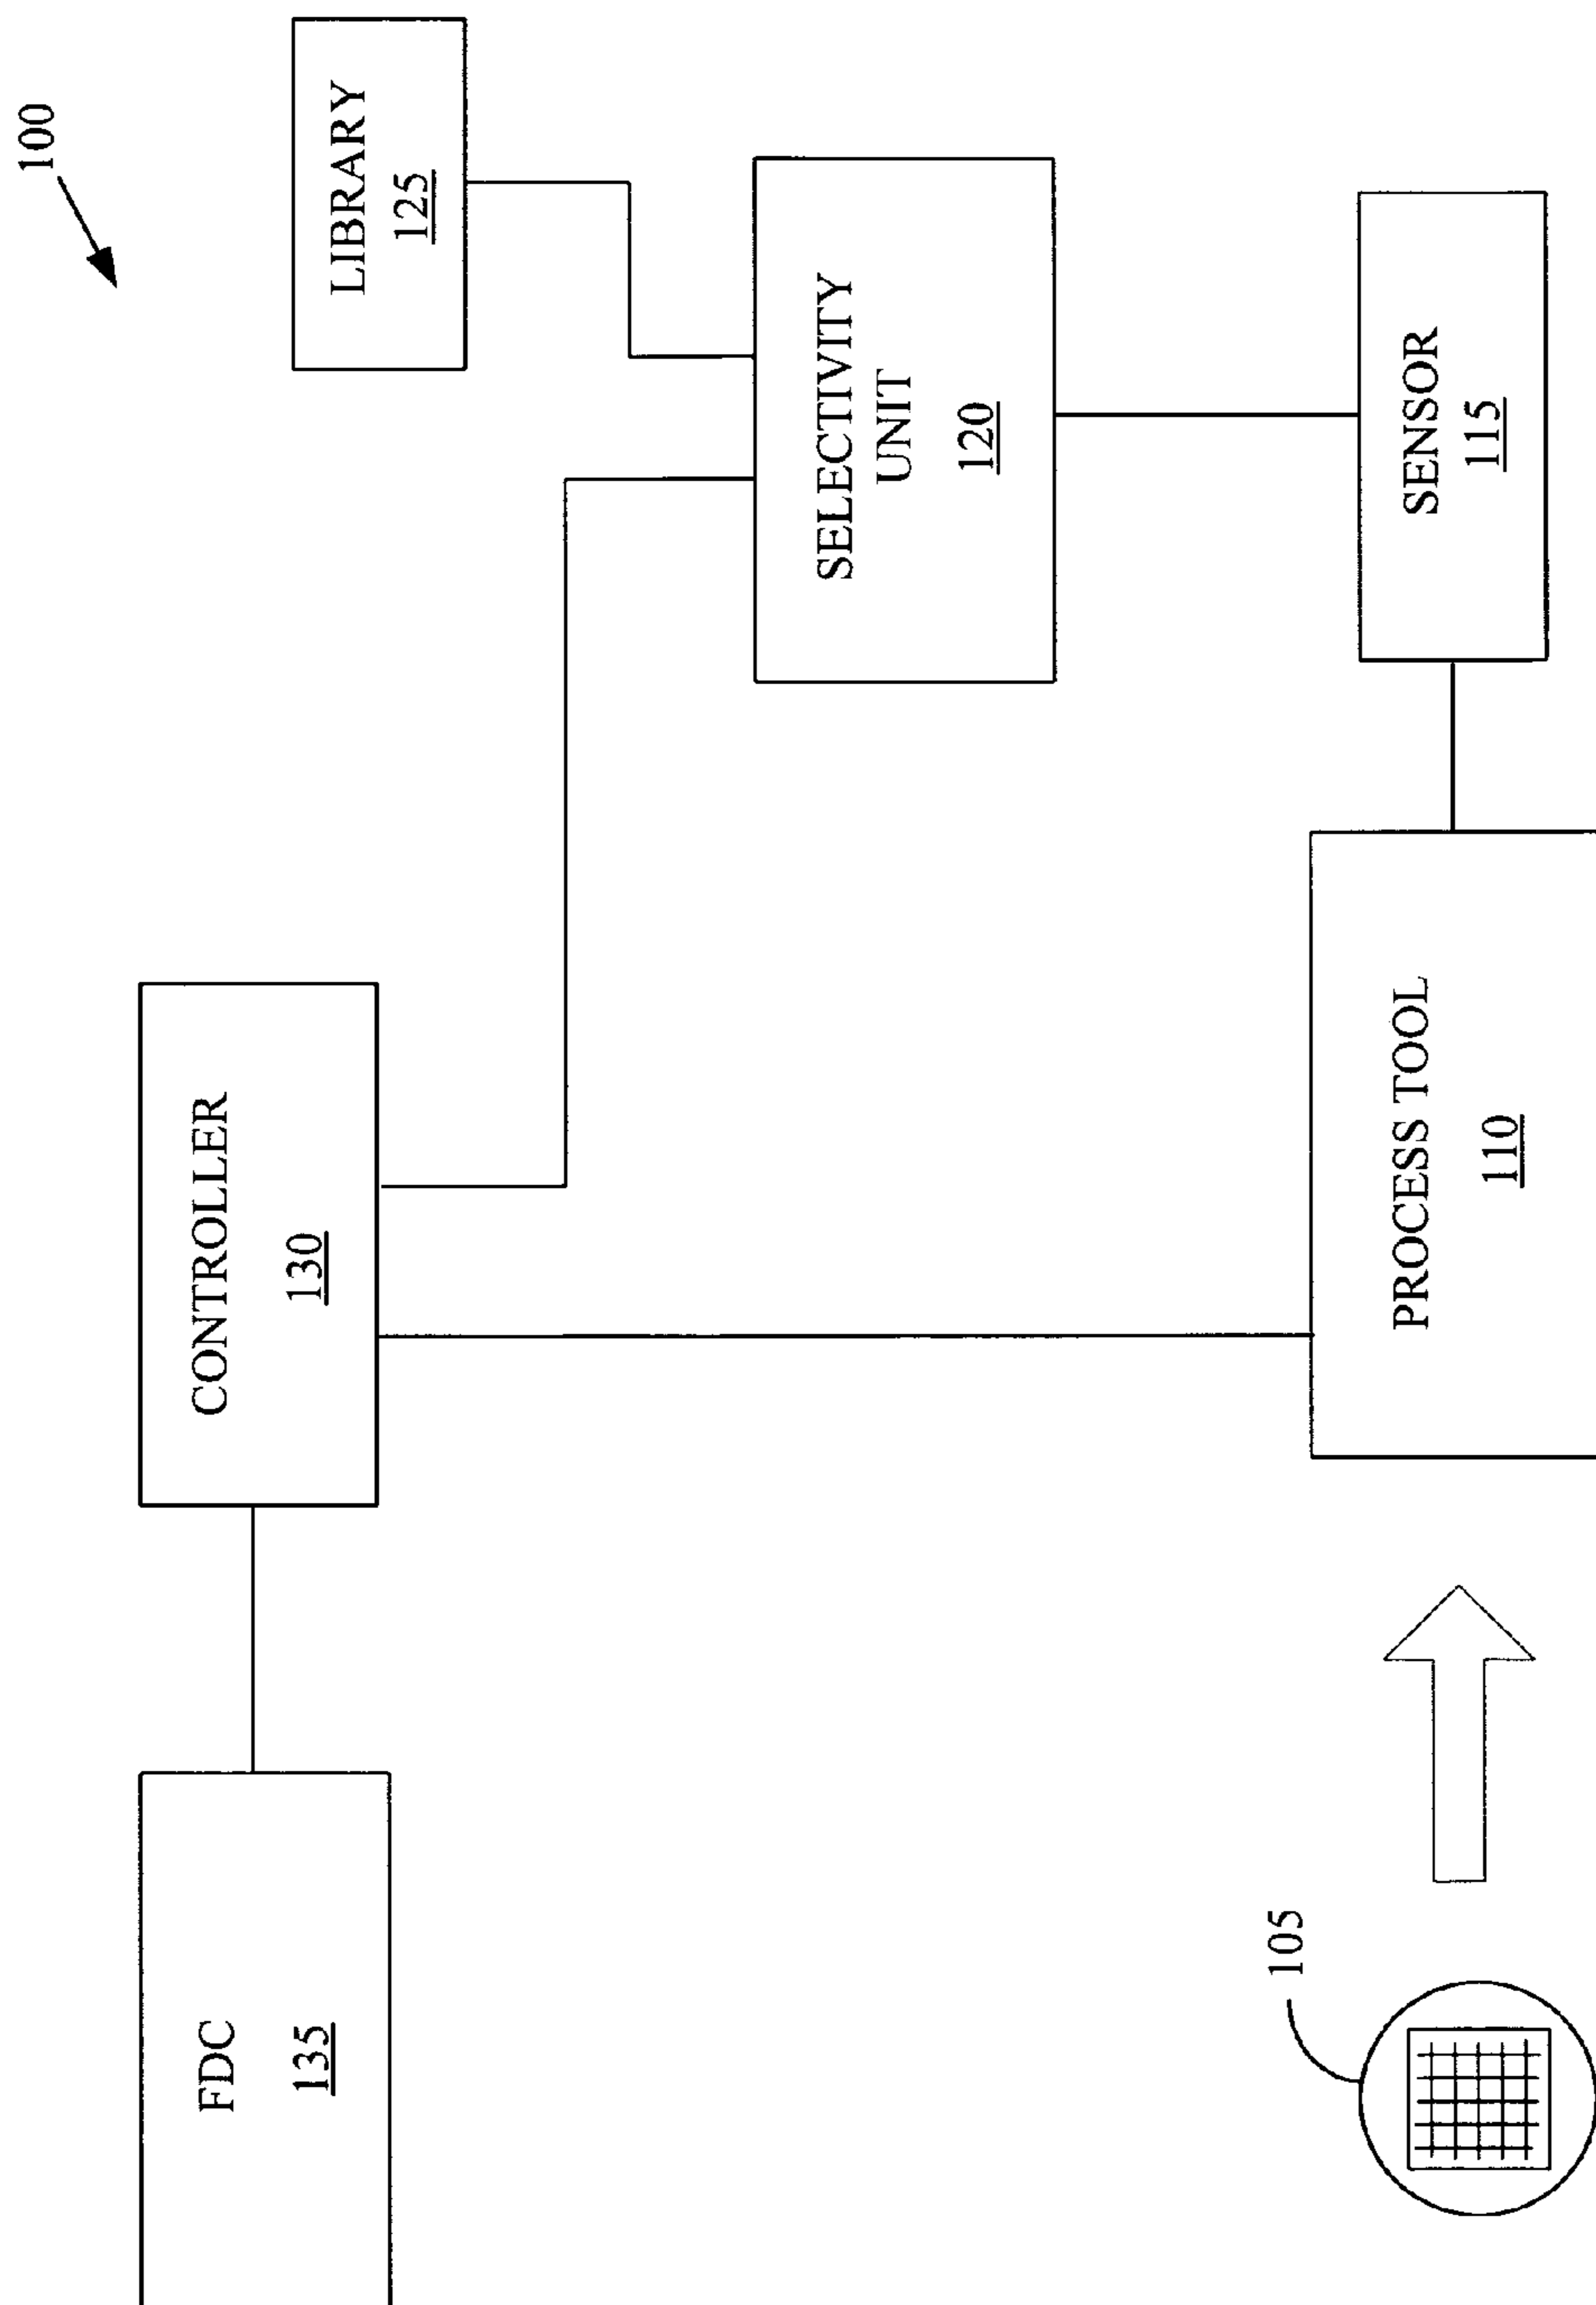 100
LIBRARY
125
CONTROLLER
130
SELECTIVITY
UNIT
120
FDC
135
SENSOR
115
PROCESS TOOL
110
105